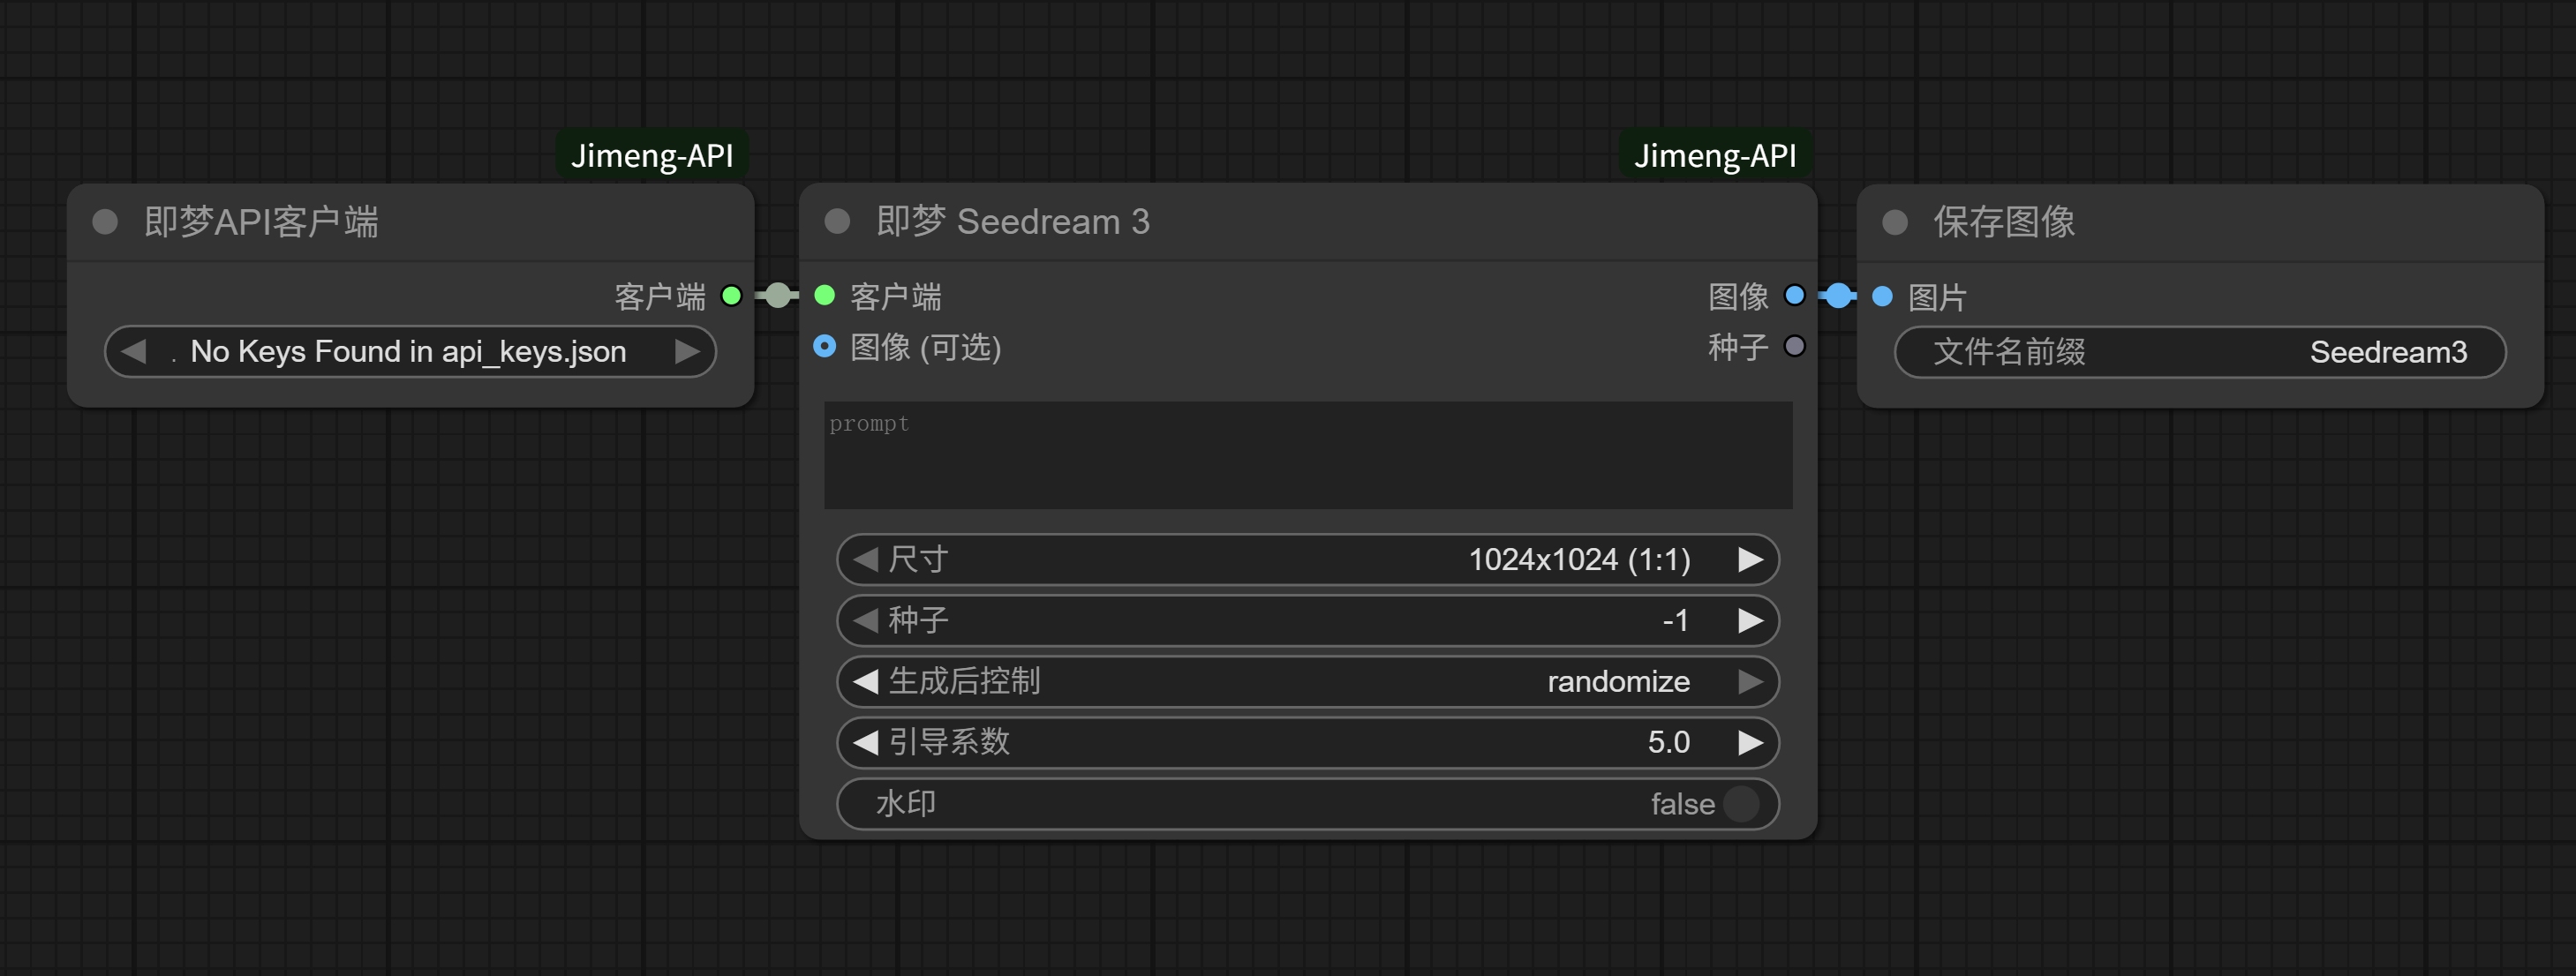 Jimeng-API
即梦API客户端
客户端
. No Keys Found in api_keys.json
Jimeng-API
即梦 Seedream 3
客户端
图像
图像 (可选)
种子
prompt
尺寸 1024x1024 (1:1)
种子 -1
生成后控制 randomize
引导系数 5.0
水印 false
保存图像
图片
文件名前缀 Seedream3